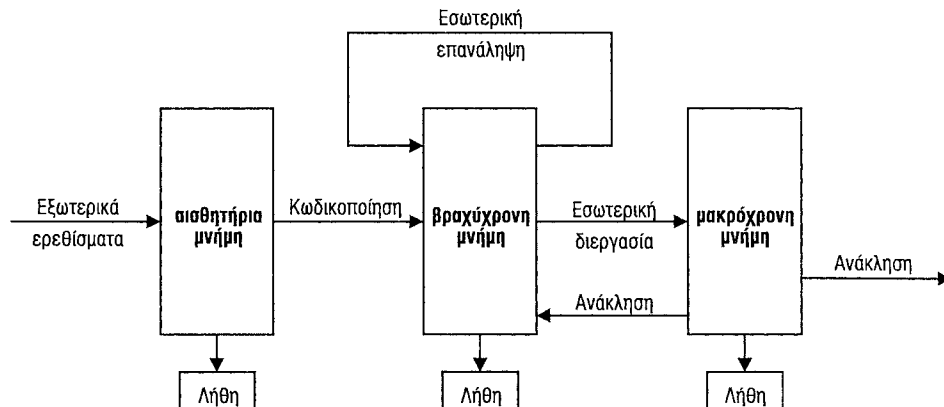 Εσωτερική
επανάληψη
Εξωτερικά
ερεθίσματα
αισθητήρια
μνήμη
Κωδικοποίηση
βραχύχρονη
μνήμη
Εσωτερική
διεργασία
μακρόχρονη
μνήμη
Ανάκληση
Ανάκληση
Λήθη
Λήθη
Λήθη